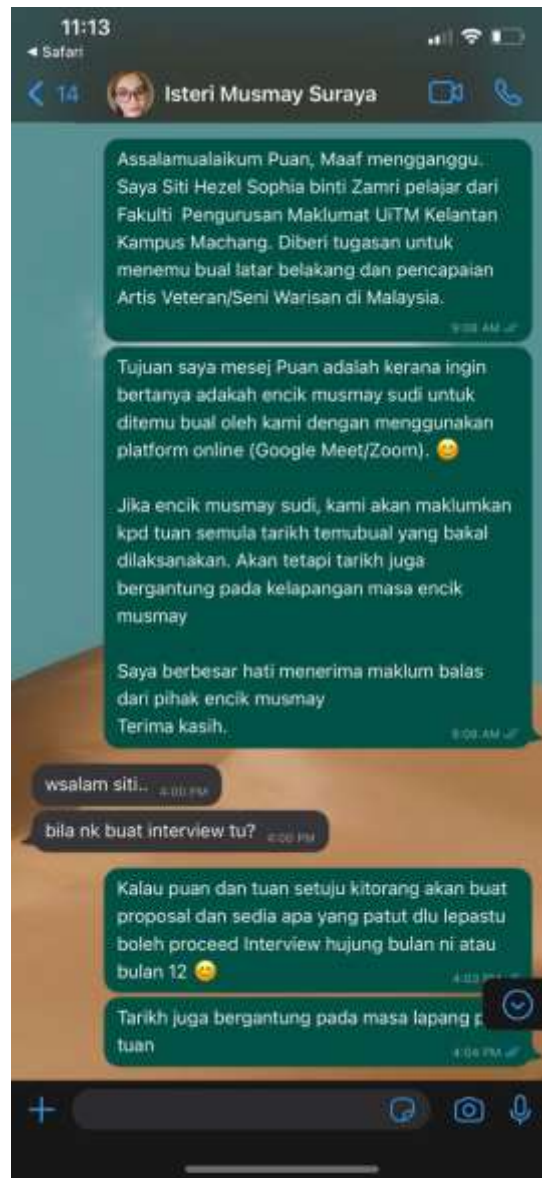 11:13
Safari
14
Isteri Musmay Suraya
Assalamualaikum Puan, Maaf mengganggu.
Saya Siti Hezel Sophia binti Zamri pelajar dari
Fakulti Pengurusan Maklumat UiTM Kelantan
Kampus Machang. Diberi tugasan untuk
menemu bual latar belakang dan pencapaian
Artis Veteran/Seni Warisan di Malaysia.
9:08 AM
Tujuan saya mesej Puan adalah kerana ingin
bertanya adakah encik musmay sudi untuk
ditemu bual oleh kami dengan menggunakan
platform online (Google Meet/Zoom). 😊
Jika encik musmay sudi, kami akan maklumkan
kpd tuan semula tarikh temubual yang bakal
dilaksanakan. Akan tetapi tarikh juga
bergantung pada kelapangan masa encik
musmay
Saya berbesar hati menerima maklum balas
dari pihak encik musmay
Terima kasih.
9:08 AM
wsalam siti..
4:00 PM
bila nk buat interview tu?
4:00 PM
Kalau puan dan tuan setuju kitorang akan buat
proposal dan sedia apa yang patut dlu lepastu
boleh proceed Interview hujung bulan ni atau
bulan 12 😊
4:03 PM
Tarikh juga bergantung pada masa lapang
tuan
4:04 PM